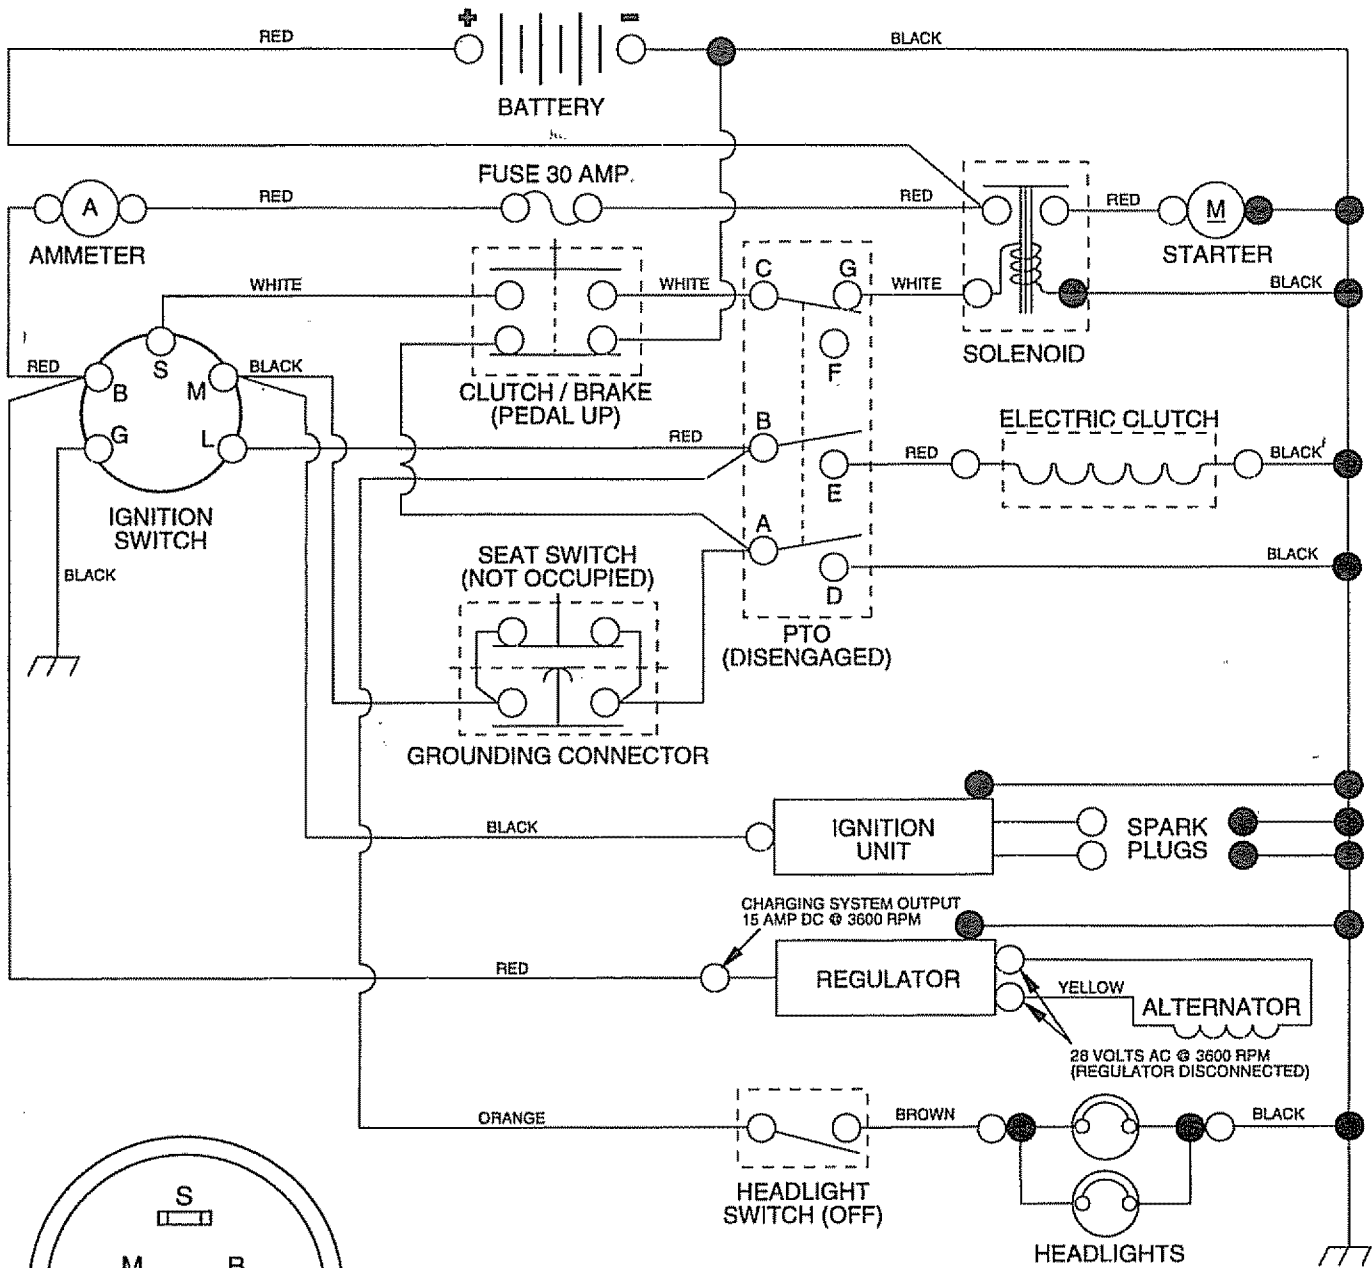 + -
RED
BLACK
BATTERY
FUSE 30 AMP.
RED
RED
A
AMMETER
RED
M
STARTER
WHITE
WHITE
C G
WHITE
BLACK
SOLENOID
S
RED
BLACK
B
M
F
CLUTCH / BRAKE
(PEDAL UP)
G
L
RED
B
ELECTRIC CLUTCH
RED
BLACK
E
IGNITION
SWITCH
A
SEAT SWITCH
(NOT OCCUPIED)
BLACK
BLACK
D
PTO
(DISENGAGED)
GROUNDING CONNECTOR
BLACK
IGNITION
UNIT
SPARK
PLUGS
CHARGING SYSTEM OUTPUT
15 AMP DC @ 3600 RPM
RED
REGULATOR
YELLOW
ALTERNATOR
28 VOLTS AC @ 3600 RPM
(REGULATOR DISCONNECTED)
ORANGE
BROWN
BLACK
HEADLIGHT
SWITCH (OFF)
HEADLIGHTS
S
M B